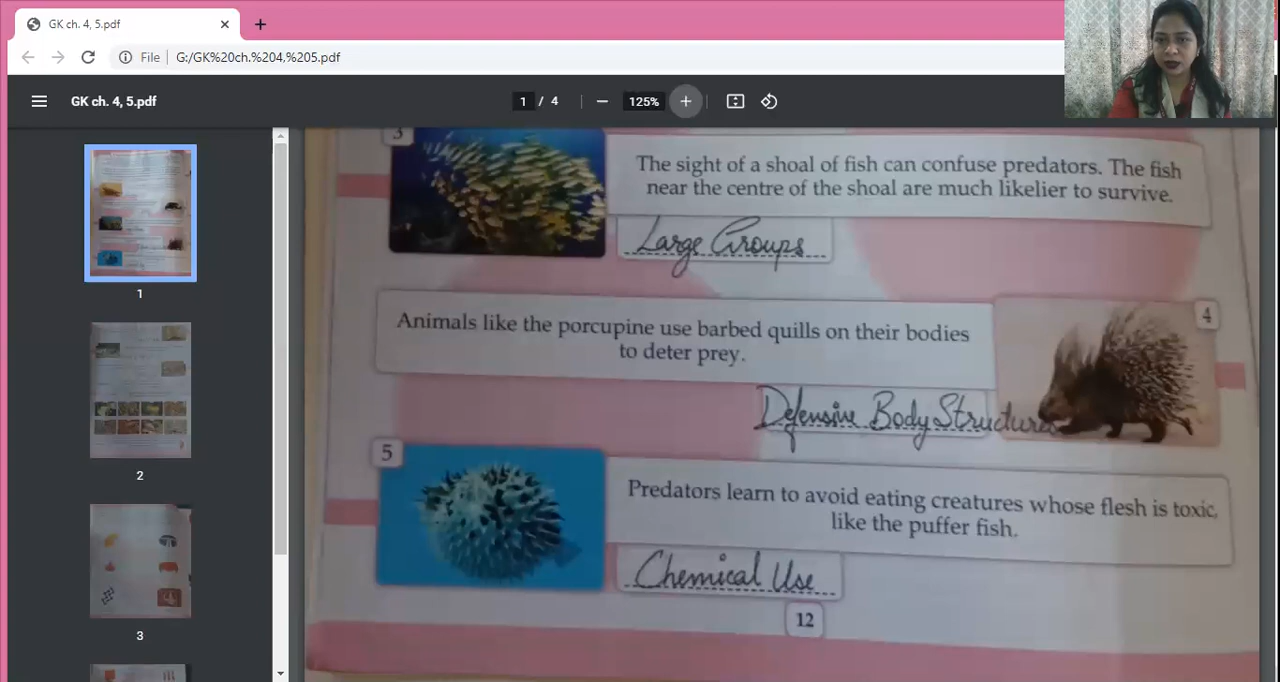 GK ch. 4, 5.pdf
File G:/GK%20ch.%204,%205.pdf
GK ch. 4, 5.pdf
1 / 4
125%
3
The sight of a shoal of fish can confuse predators. The fish
near the centre of the shoal are much likelier to survive.
Large Groups
Animals like the porcupine use barbed quills on their bodies
to deter prey.
4
Defensive Body Structures
5
Predators learn to avoid eating creatures whose flesh is toxic,
like the puffer fish.
Chemical Use
12
1
2
3